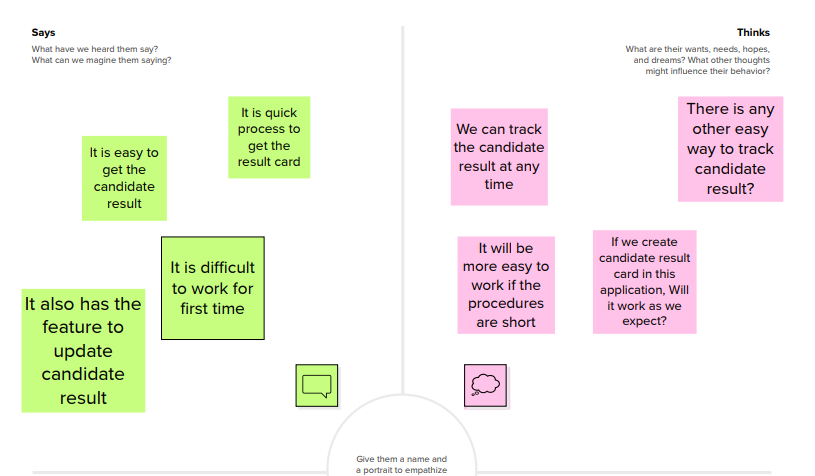 Says
What have we heard them say?
What can we magine them saying?
It is quick
process to
get the
result card
It is easy to
get the
candidate
result
It is difficult
to work for
first time
It also has the
feature to
update
candidate
result
Thinks
What are their wants, needs, hopes,
and dreams? What other thoughts
might influence their behavior?
We can track
the candidate
result at any
time
There is any
other easy
way to track
candidate
result?
It will be
more easy to
work if the
procedures
are short
If we create
candidate result
card in this
application, Will
it work as we
expect?
Give them a name and
a portrait to empathize